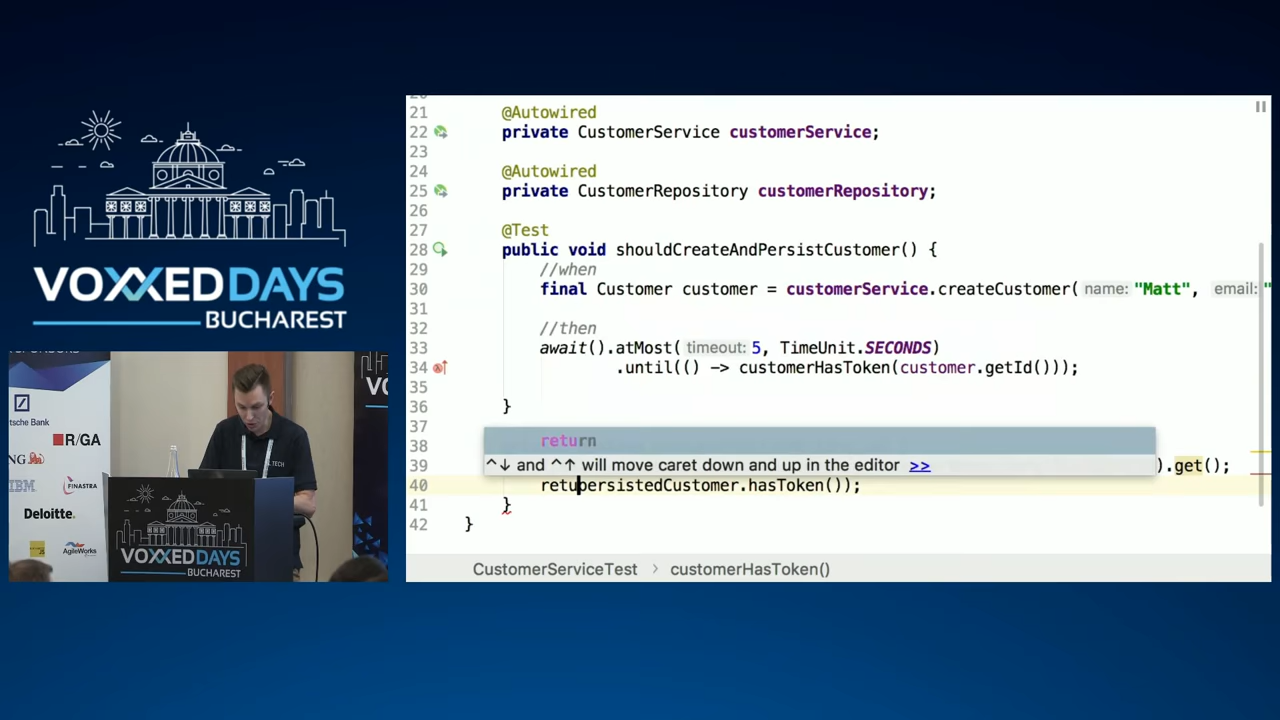 VOXXEDDAYS
BUCHAREST
Deutsche Bank
R/GA
ING
IBM
FINASTRA
Deloitte.
AgileWorks
VOXXEDDAYS
BUCHAREST
21 @Autowired
22 private CustomerService customerService;
23
24 @Autowired
25 private CustomerRepository customerRepository;
26
27 @Test
28 public void shouldCreateAndPersistCustomer() {
29 //when
30 final Customer customer = customerService.createCustomer( name: "Matt", email: "
31
32 //then
33 await().atMost( timeout: 5, TimeUnit.SECONDS)
34 .until(() -> customerHasToken(customer.getId()));
35
36 }
37
return
38
^↓ and ^↑ will move caret down and up in the editor >>
39 ).get();
40 retupersistedCustomer.hasToken());
41 }
42 }
CustomerServiceTest > customerHasToken()